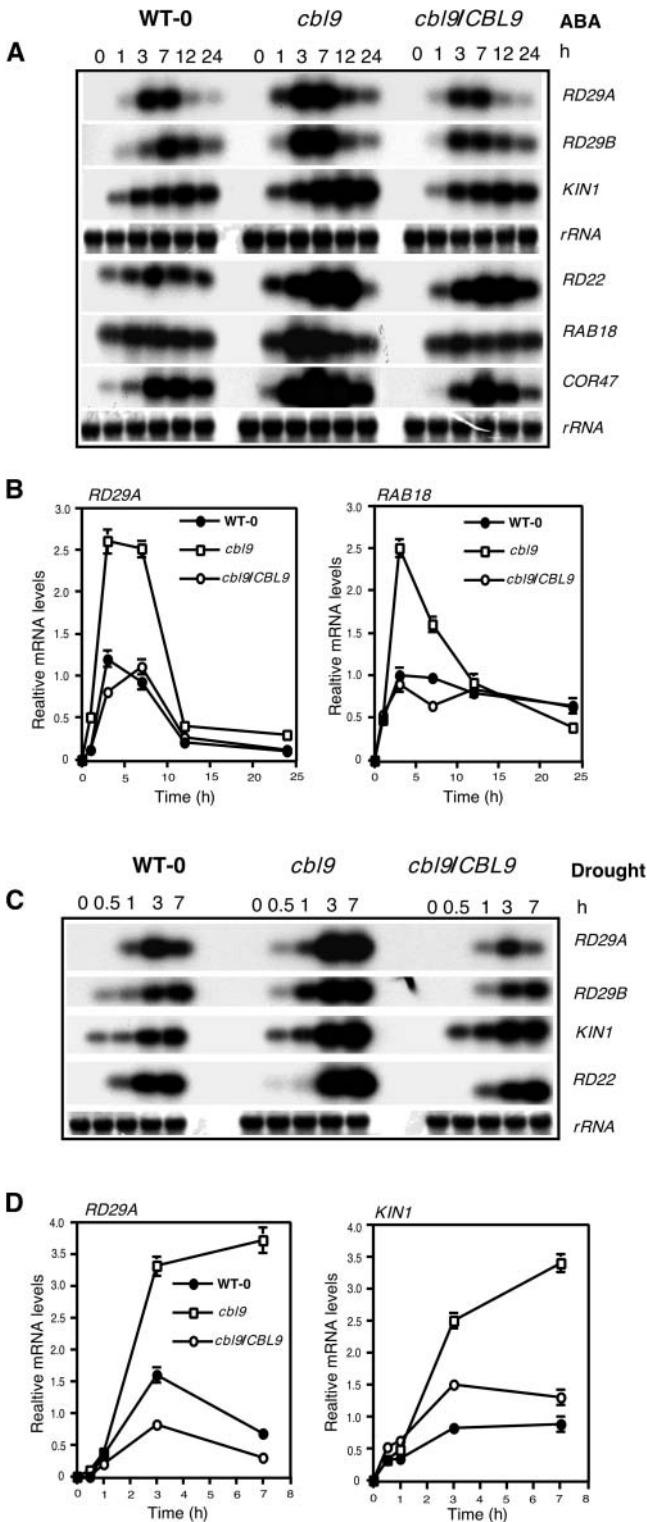 WT-0 cbl9 cbl9/CBL9 ABA
A 0 1 3 7 12 24 0 1 3 7 12 24 0 1 3 7 12 24 h
RD29A
RD29B
KIN1
rRNA
RD22
RAB18
COR47
rRNA
B RD29A
Realtive mRNA levels
3.0
2.5
2.0
1.5
1.0
0.5
0
WT-0
cbl9
cbl9/CBL9
0 5 10 15 20 25
Time (h)
RAB18
Realtive mRNA levels
3.0
2.5
2.0
1.5
1.0
0.5
0
WT-0
cbl9
cbl9/CBL9
0 5 10 15 20 25
Time (h)
WT-0 cbl9 cbl9/CBL9 Drought
C 0 0.5 1 3 7 0 0.5 1 3 7 0 0.5 1 3 7 h
RD29A
RD29B
KIN1
RD22
rRNA
D RD29A
Realtive mRNA levels
4.0
3.5
3.0
2.5
2.0
1.5
1.0
0.5
0
WT-0
cbl9
cbl9/CBL9
0 1 2 3 4 5 6 7 8
Time (h)
KIN1
Realtive mRNA levels
4.0
3.5
3.0
2.5
2.0
1.5
1.0
0.5
0
0 1 2 3 4 5 6 7 8
Time (h)